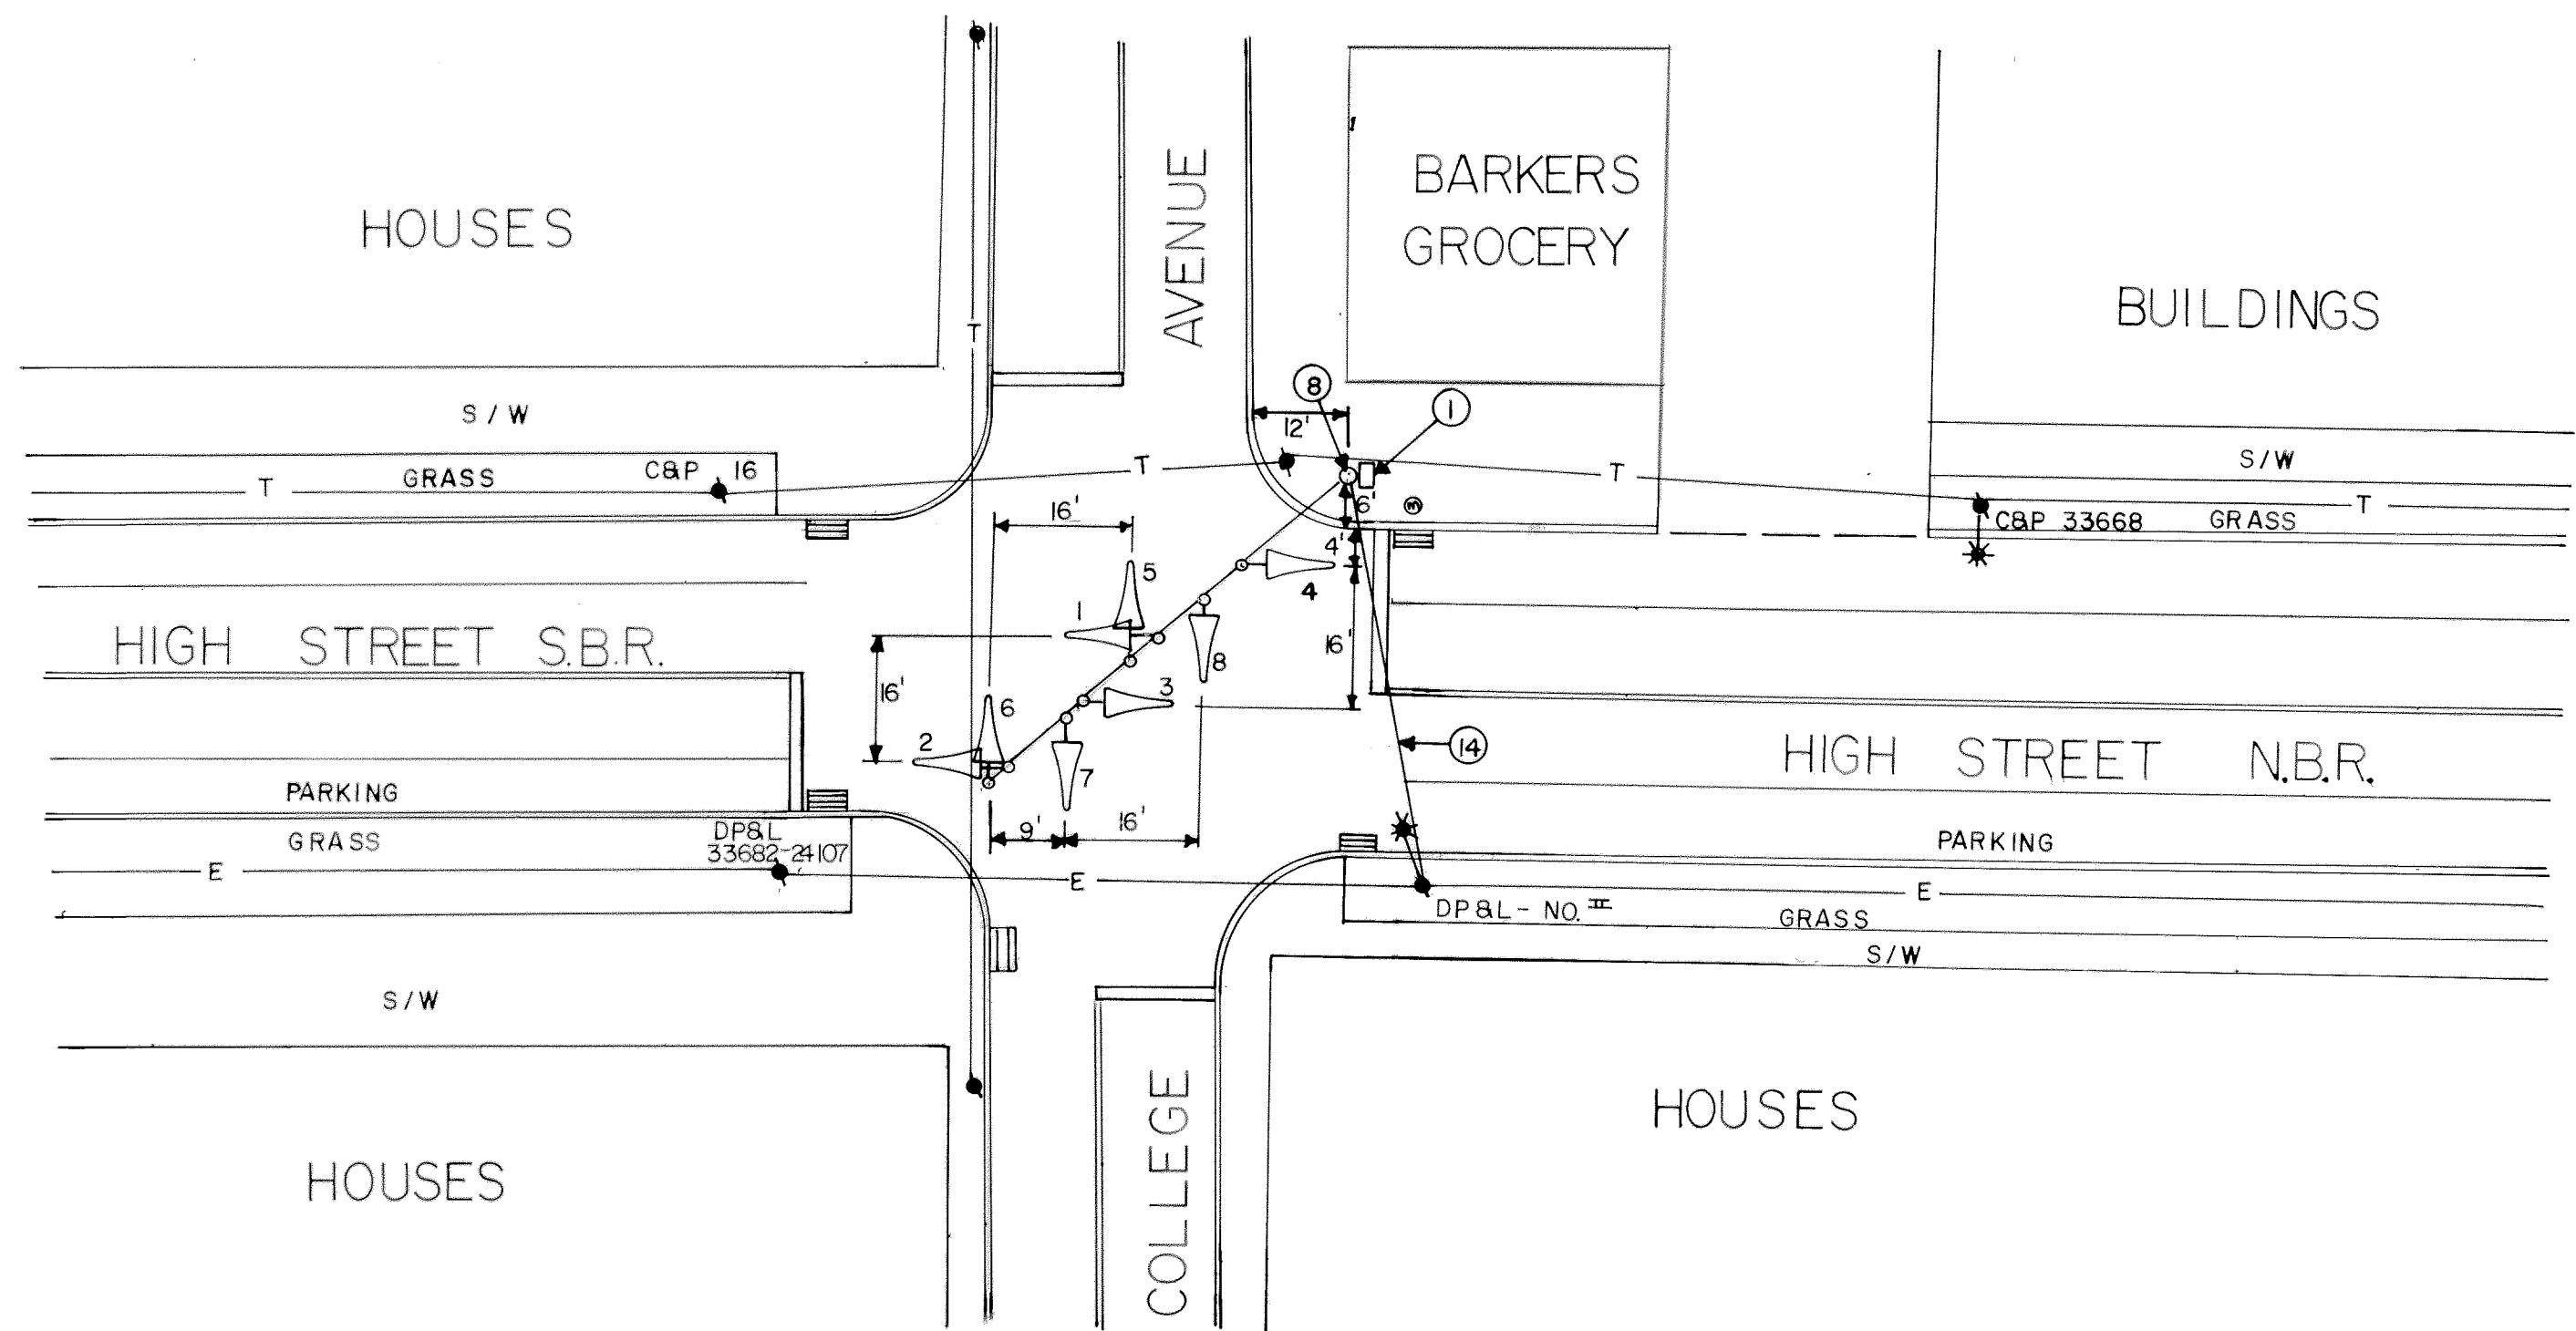 HOUSES
AVENUE
BARKERS
GROCERY
BUILDINGS
T
8
1
S/W
12'
GRASS
C&P 16
T
T
T
S/W
T
6'
C&P 33668
GRASS
16'
4'
5
4
1
HIGH STREET S.B.R.
16'
8
16'
3
6
2
14
HIGH STREET N.B.R.
7
PARKING
9'
16'
GRASS
DP&L
33682-24107
PARKING
E
E
E
DP&L - NO. II
GRASS
S/W
S/W
COLLEGE
HOUSES
HOUSES